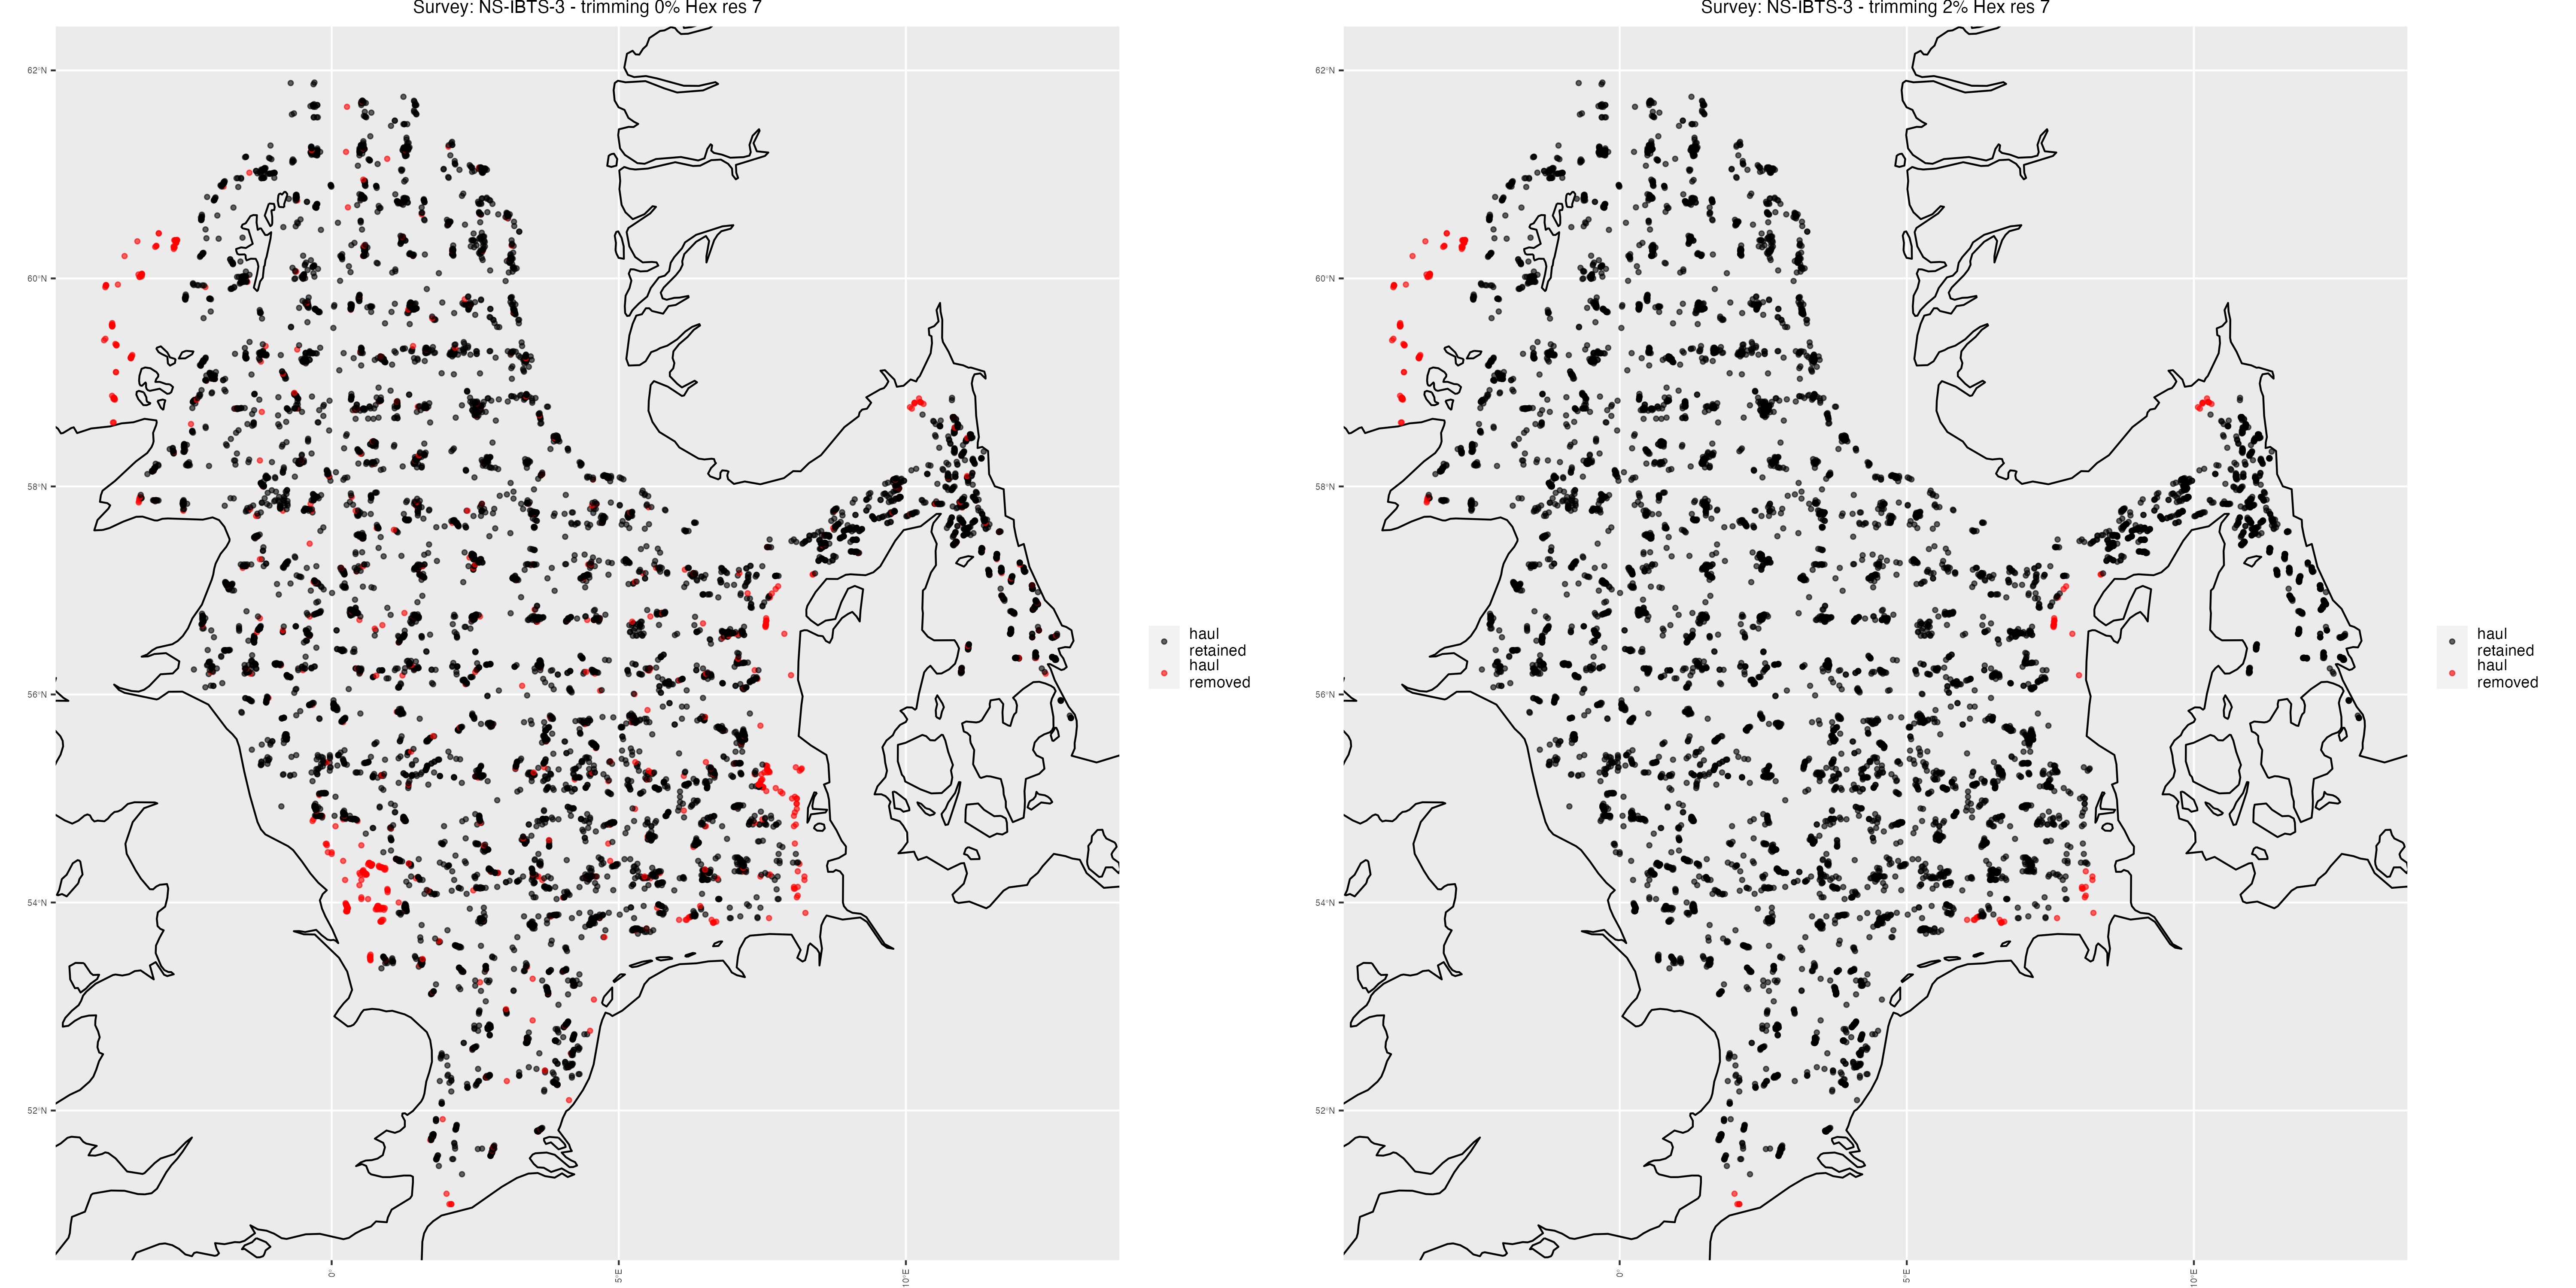 Survey: NS-IBTS-3 - trimming 0% Hex res 7
62°N
60°N
58°N
56°N
54°N
52°N
0°
5°E
10°E
haul
retained
haul
removed
Survey: NS-IBTS-3 - trimming 2% Hex res 7
62°N
60°N
58°N
56°N
54°N
52°N
0°
5°E
10°E
haul
retained
haul
removed